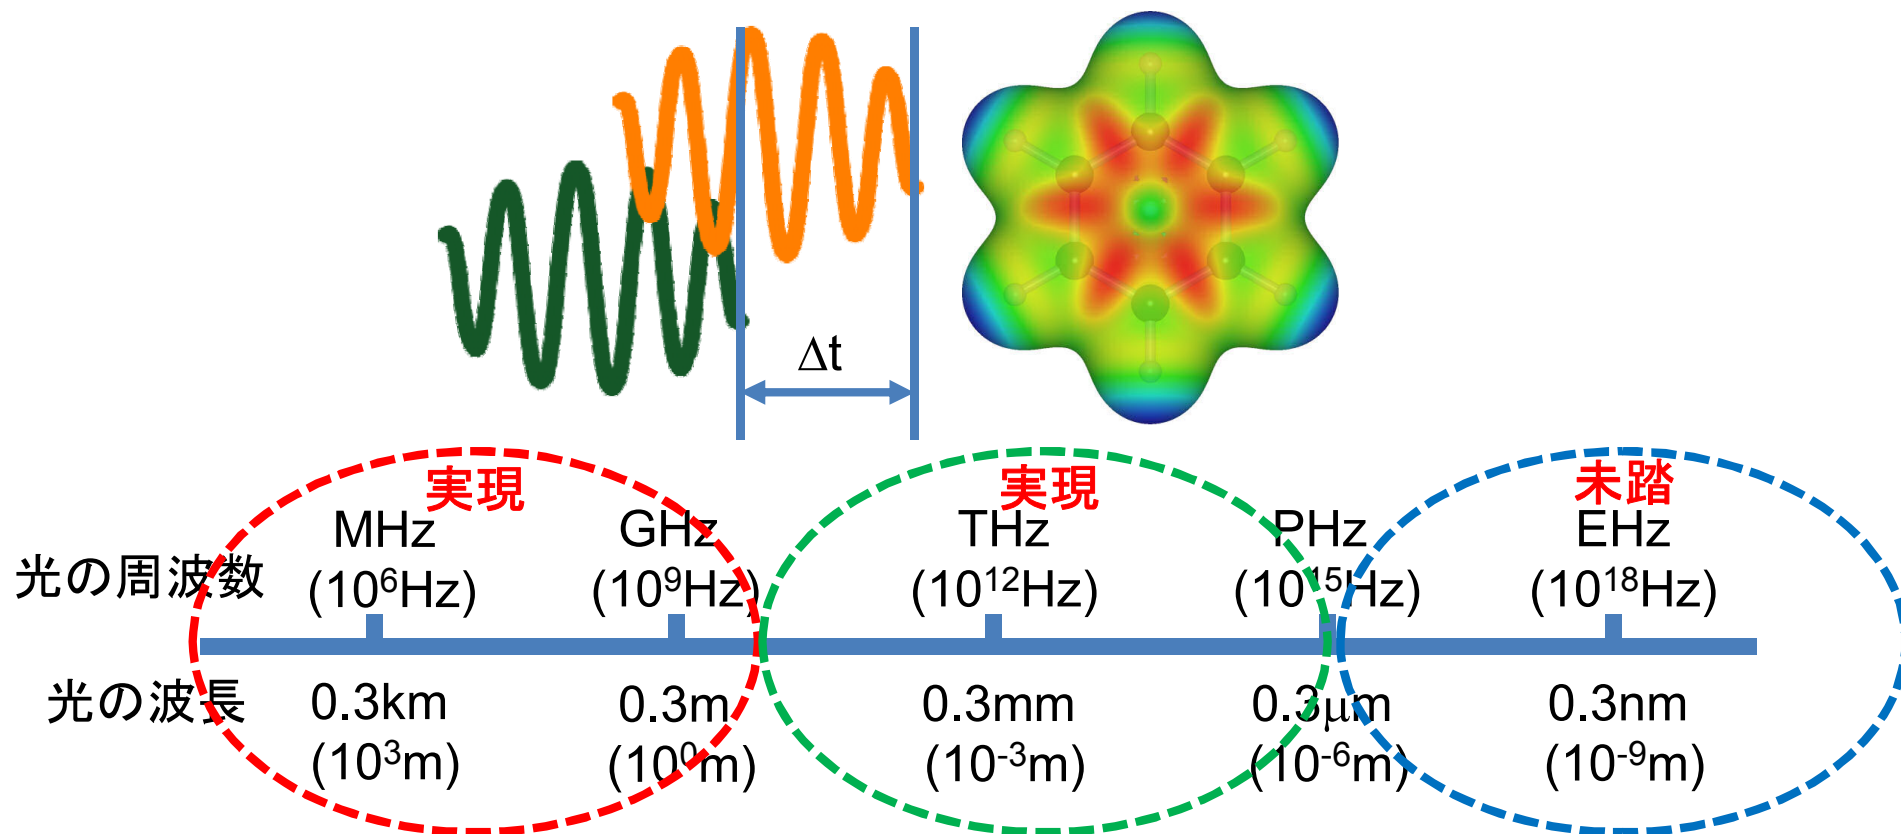 Δt
実現 実現 未踏
MHz GHz THz PHz EHz
光の周波数 (10⁶Hz) (10⁹Hz) (10¹²Hz) (10¹⁵Hz) (10¹⁸Hz)
光の波長 0.3km 0.3m 0.3mm 0.3μm 0.3nm
(10³m) (10⁰m) (10⁻³m) (10⁻⁶m) (10⁻⁹m)